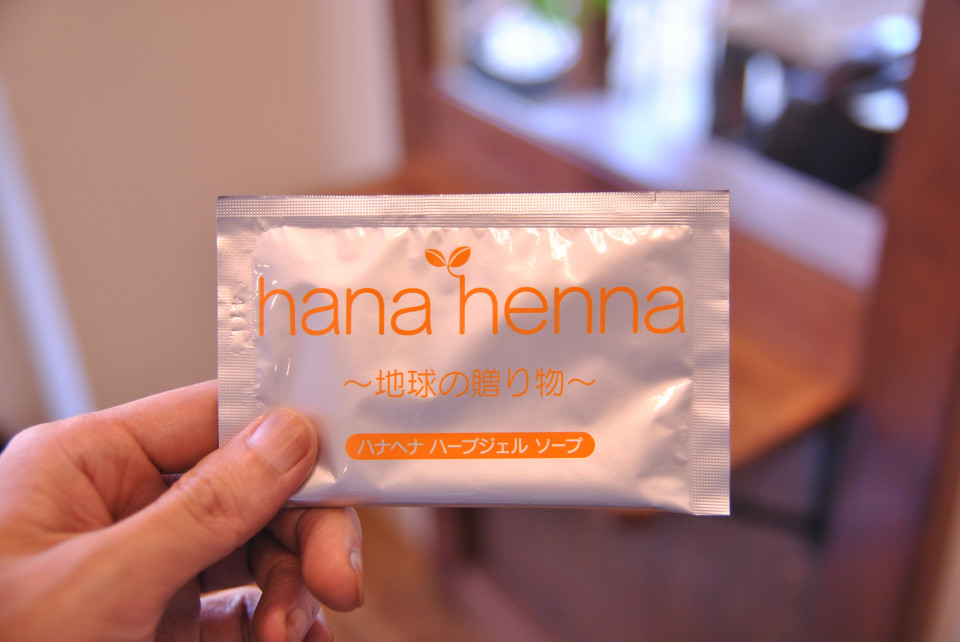 hana henna
～地球の贈り物～
ハナヘナ ハーブジェル ソープ